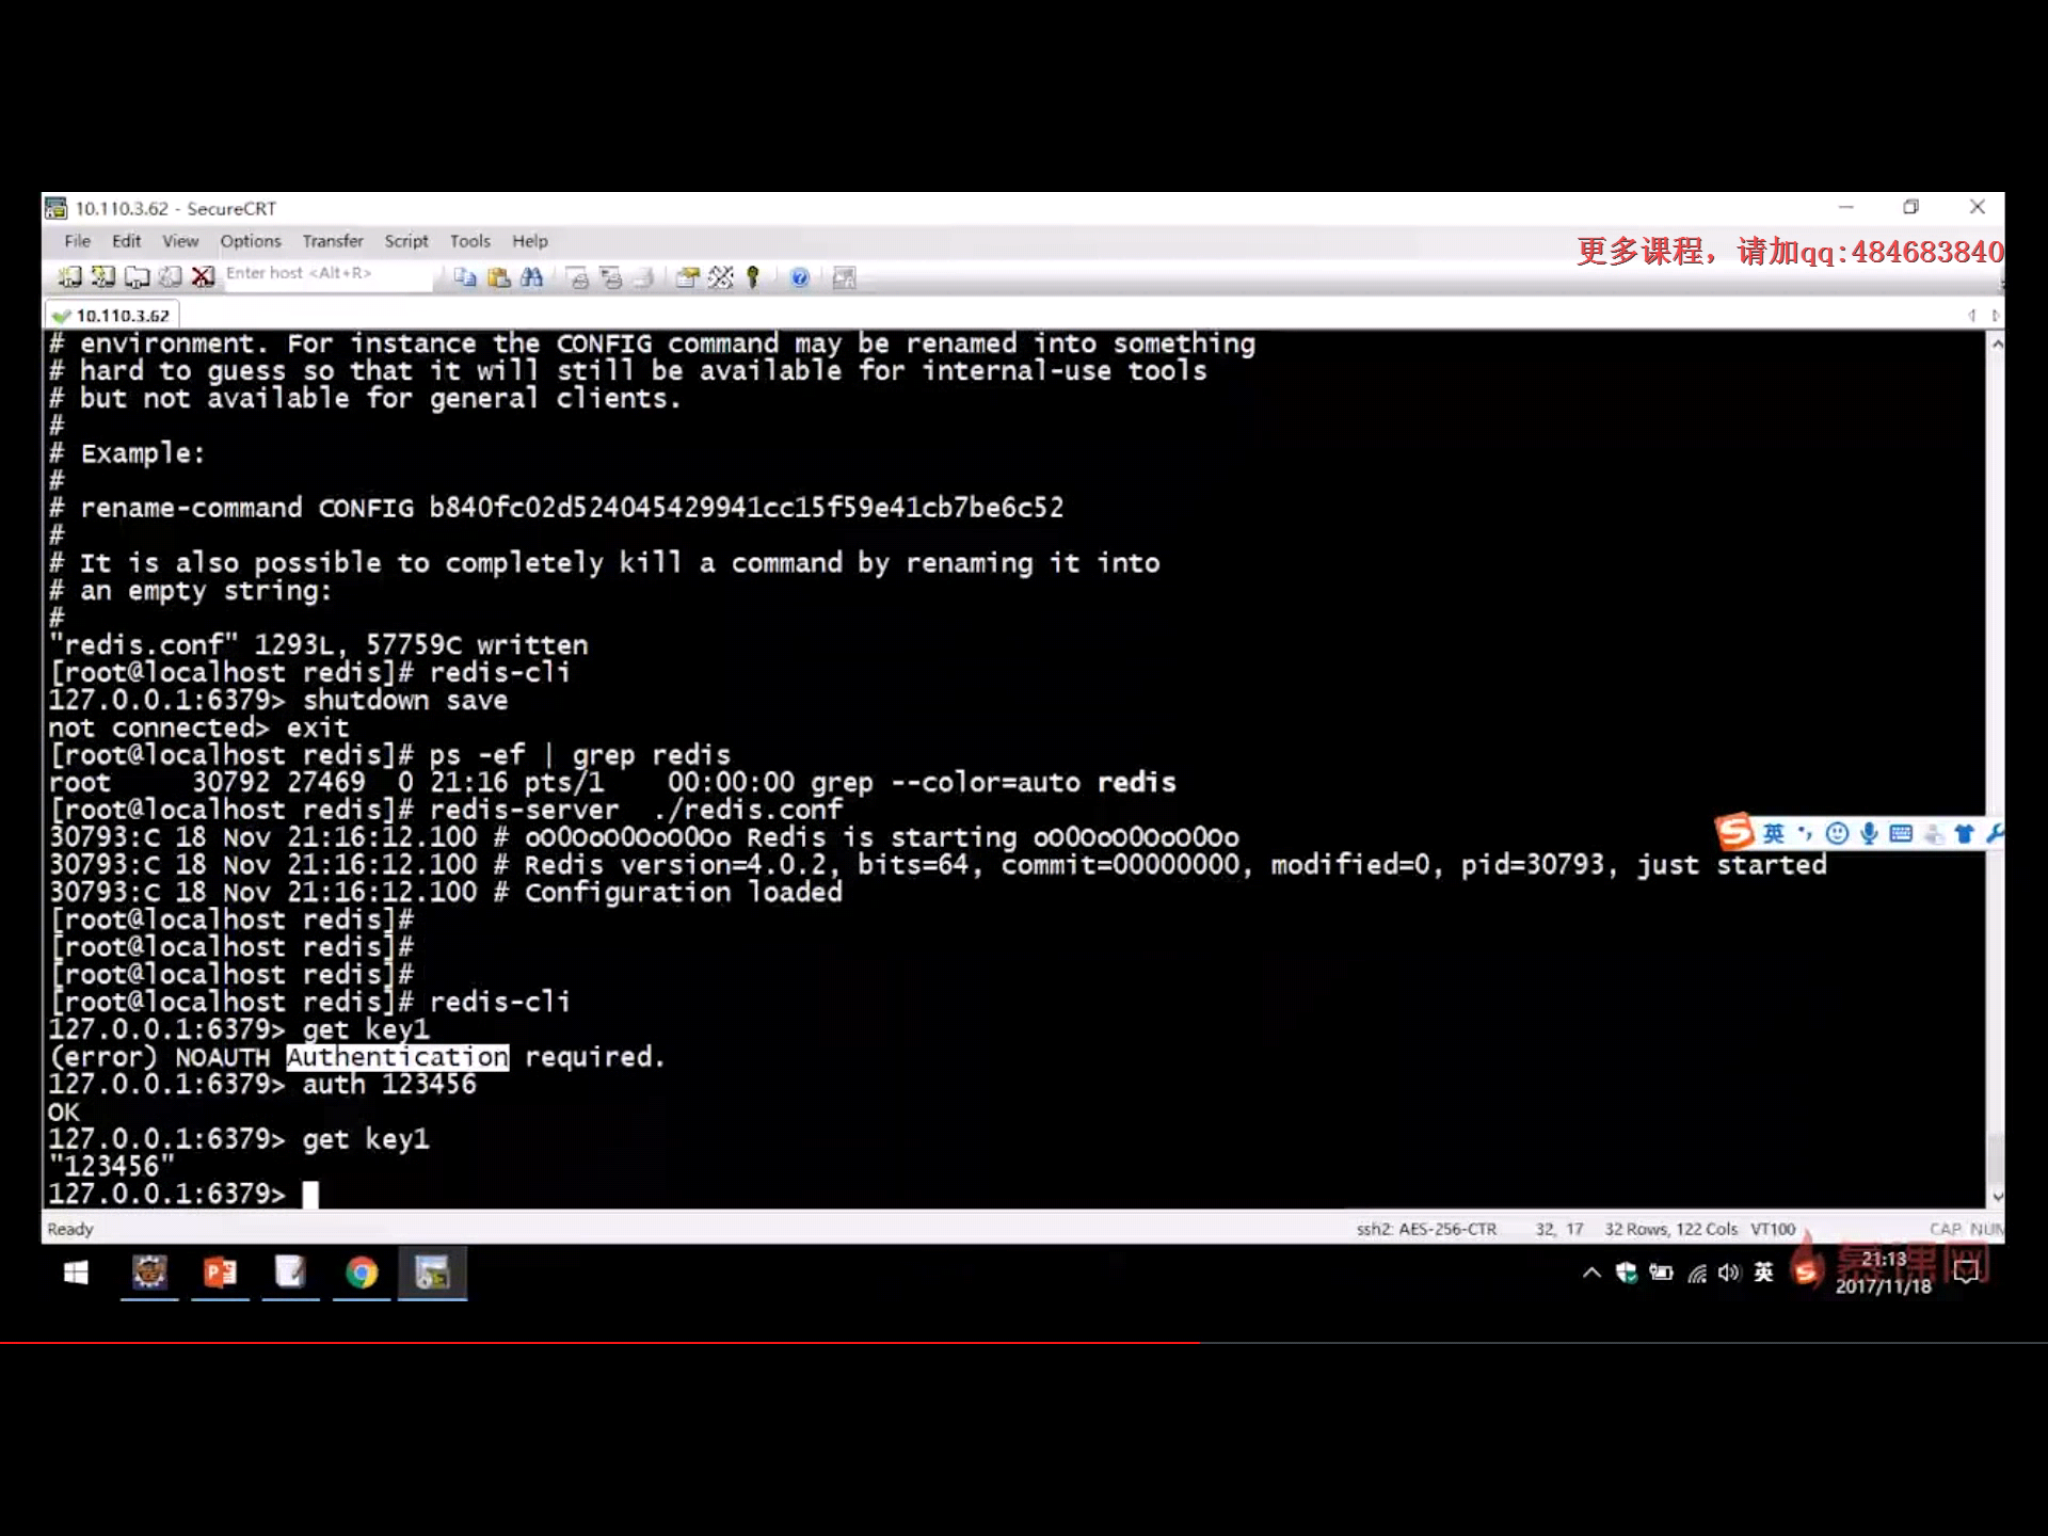 10.110.3.62 - SecureCRT
File Edit View Options Transfer Script Tools Help
更多课程，请加qq:484683840
Enter host <Alt+R>
10.110.3.62
# environment. For instance the CONFIG command may be renamed into something
# hard to guess so that it will still be available for internal-use tools
# but not available for general clients.
#
# Example:
#
# rename-command CONFIG b840fc02d524045429941cc15f59e41cb7be6c52
#
# It is also possible to completely kill a command by renaming it into
# an empty string:
#
"redis.conf" 1293L, 57759C written
[root@localhost redis]# redis-cli
127.0.0.1:6379> shutdown save
not connected> exit
[root@localhost redis]# ps -ef | grep redis
root     30792 27469  0 21:16 pts/1    00:00:00 grep --color=auto redis
[root@localhost redis]# redis-server  ./redis.conf
30793:C 18 Nov 21:16:12.100 # oO0OoO0OoO0Oo Redis is starting oO0OoO0OoO0Oo
30793:C 18 Nov 21:16:12.100 # Redis version=4.0.2, bits=64, commit=00000000, modified=0, pid=30793, just started
30793:C 18 Nov 21:16:12.100 # Configuration loaded
[root@localhost redis]#
[root@localhost redis]#
[root@localhost redis]#
[root@localhost redis]# redis-cli
127.0.0.1:6379> get key1
(error) NOAUTH Authentication required.
127.0.0.1:6379> auth 123456
OK
127.0.0.1:6379> get key1
"123456"
127.0.0.1:6379>
英
Ready
ssh2: AES-256-CTR 32, 17 32 Rows, 122 Cols VT100 CAP NUM
英
慕课网
21:13
2017/11/18